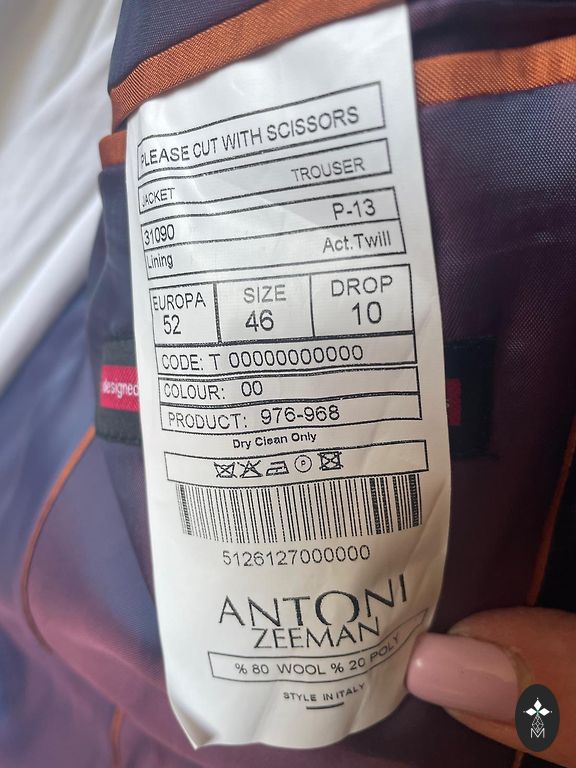 PLEASE CUT WITH SCISSORS
JACKET TROUSER
31090 P-13
Lining Act.Twill
EUROPA SIZE DROP
52 46 10
CODE: T 00000000000
COLOUR: 00
PRODUCT: 976-968
designed
Dry Clean Only
P
5126127000000
ANTONI
ZEEMAN
% 80 WOOL % 20 POLY
STYLE IN ITALY
M